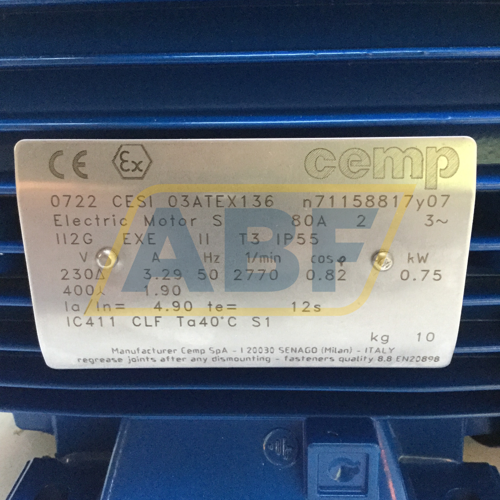 CE Ex cemp
0722 CESI 03ATEX136 n71158817y07
Electric Motor S 80A 2 3~
II2G EXE II T3 IP55
V A Hz 1/min cosφ kW
230Δ 3.29 50 2770 0.82 0.75
400⅄ 1.90
Ia/In= 4.90 te= 12s
IC411 CLF Ta40°C S1
kg 10
Manufacturer Cemp SpA - I 20030 SENAGO (Milan) - ITALY
regrease joints after any dismounting - fasteners quality 8.8 EN20898
ABF